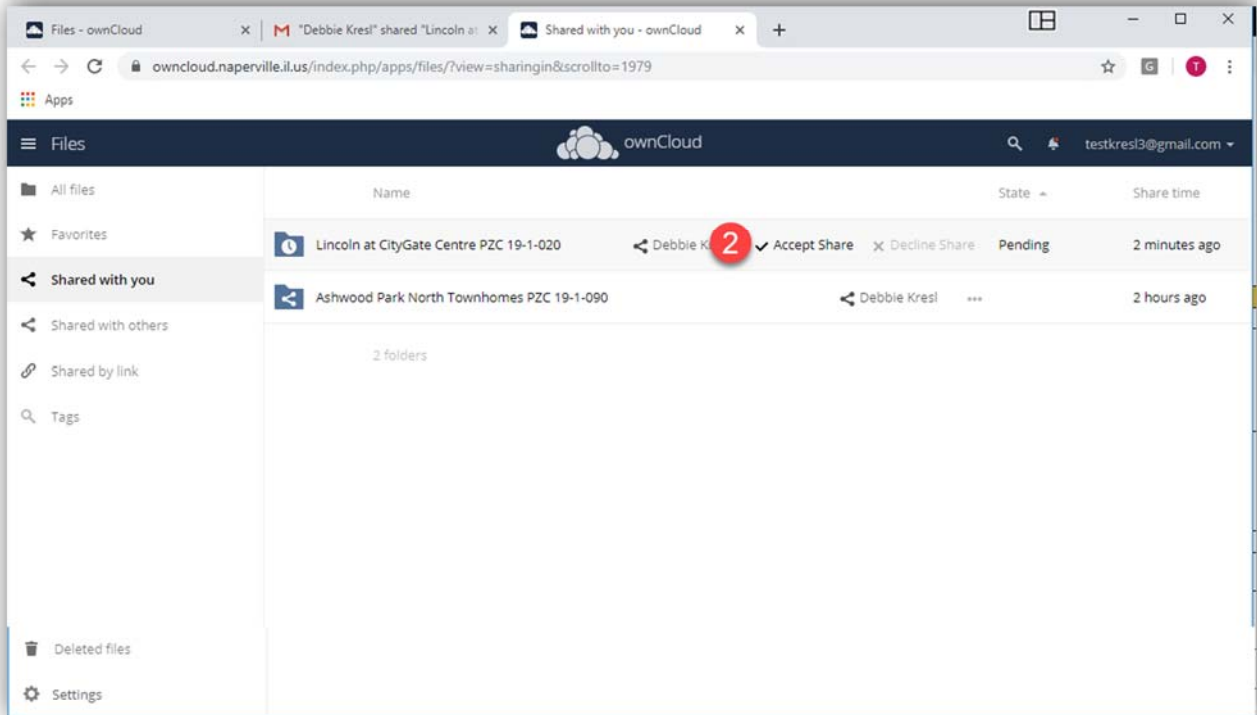 Files - ownCloud
"Debbie Kresl" shared "Lincoln at
Shared with you - ownCloud
owncloud.naperville.il.us/index.php/apps/files/?view=sharingin&scrollto=1979
G
T
Apps
Files
ownCloud
testkresl3@gmail.com
All files
Name
State
Share time
Favorites
Lincoln at CityGate Centre PZC 19-1-020
Debbie
2
Accept Share
Decline Share
Pending
2 minutes ago
Shared with you
Ashwood Park North Townhomes PZC 19-1-090
Debbie Kresl
...
2 hours ago
Shared with others
2 folders
Shared by link
Tags
Deleted files
Settings